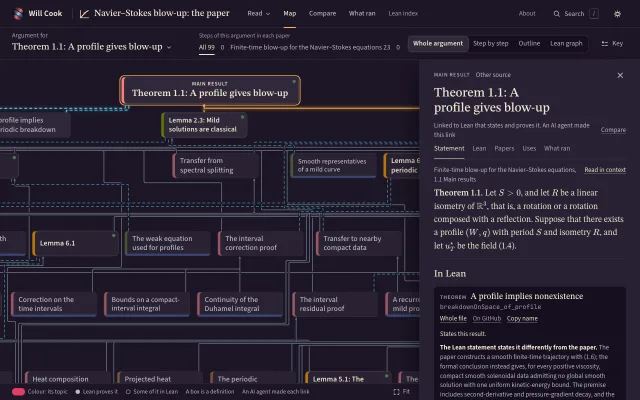 Will Cook
Navier–Stokes blow-up: the paper
Read
Map
Compare
What ran
Lean index
About
Search
/
Argument for
Theorem 1.1: A profile gives blow-up
Steps of this argument in each paper
All 99 0 Finite-time blow-up for the Navier–Stokes equations 23 0
Whole argument
Step by step
Outline
Lean graph
Key
MAIN RESULT
Theorem 1.1: A profile gives blow-up
profile implies
riodic breakdown
Lemma 2.3: Mild
solutions are classical
Transfer from
spectral splitting
Smooth representatives
of a mild curve
Lemma 6
periodic
th
Lemma 6.1
The weak equation
used for profiles
The interval
correction proof
Transfer to nearby
compact data
Correction on the
time intervals
Bounds on a compact-
interval integral
Continuity of the
Duhamel integral
The interval
residual proof
A recurr
mild pro
Heat composition
Projected heat
The periodic
Lemma 5.1: The
The
Colour: Its topic
Lean proves it
Some of it in Lean
A box is a definition
An AI agent made each link
Fit
MAIN RESULT Other source
Theorem 1.1: A
profile gives blow-up
Linked to Lean that states and proves it. An AI agent made
this link
Compare
Statement
Lean
Papers
Uses
What ran
Finite-time blow-up for the Navier–Stokes equations,
1.1 Main results
Read in context
Theorem 1.1. Let S > 0, and let R be a linear
isometry of ℝ³, that is, a rotation or a rotation
composed with a reflection. Suppose that there exists
a profile (W, q) with period S and isometry R, and
let be the field (1.4).
In Lean
THEOREM A profile implies nonexistence
breakdownOnSpace_of_profile
Whole file
On GitHub
Copy name
States this result.
The Lean statement states it differently from the paper. The
paper constructs a smooth finite-time trajectory with (1.6); the
formal conclusion instead gives, for every positive viscosity,
compact smooth solenoidal data admitting no global smooth
solution with one uniform kinetic-energy bound. The premise
includes second-derivative and pressure-gradient decay, and the